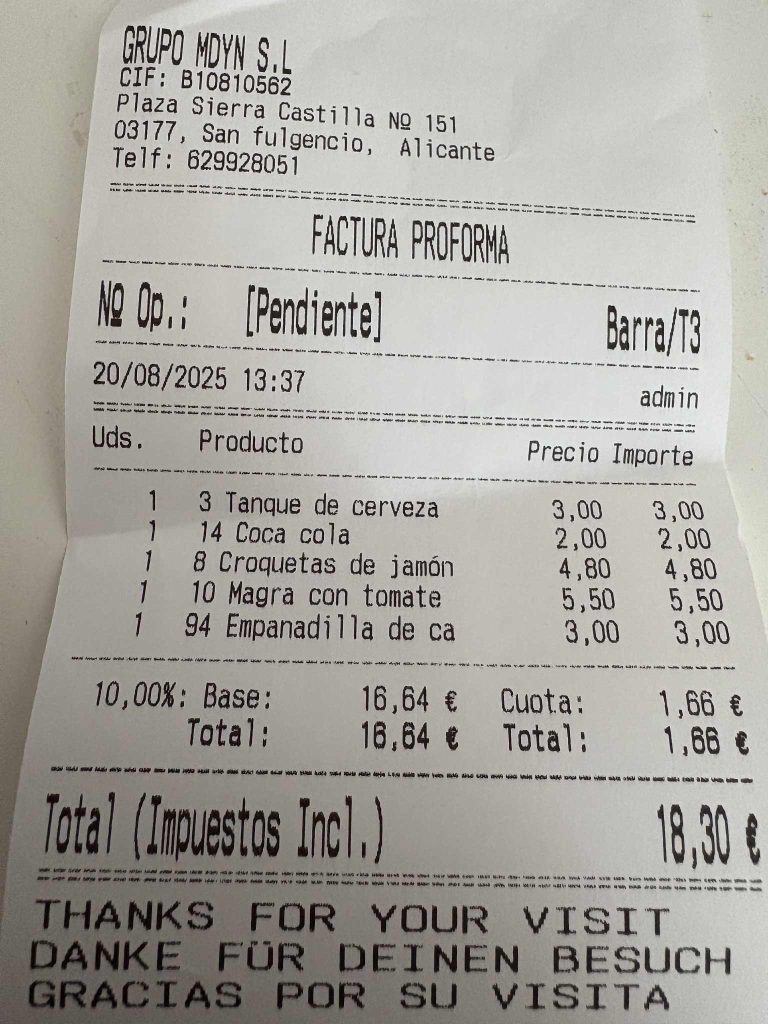 GRUPO MDYN S.L
CIF: B10810562
Plaza Sierra Castilla Nº 151
03177, San fulgencio, Alicante
Telf: 629928051
FACTURA PROFORMA
Nº Op.: [Pendiente] Barra/T3
20/08/2025 13:37 admin
Uds. Producto Precio Importe
1 3 Tanque de cerveza 3,00 3,00
1 14 Coca cola 2,00 2,00
1 8 Croquetas de jamón 4,80 4,80
1 10 Magra con tomate 5,50 5,50
1 94 Empanadilla de ca 3,00 3,00
10,00%: Base: 16,64 € Cuota: 1,66 €
Total: 16,64 € Total: 1,66 €
Total (Impuestos Incl.) 18,30 €
THANKS FOR YOUR VISIT
DANKE FÜR DEINEN BESUCH
GRACIAS POR SU VISITA